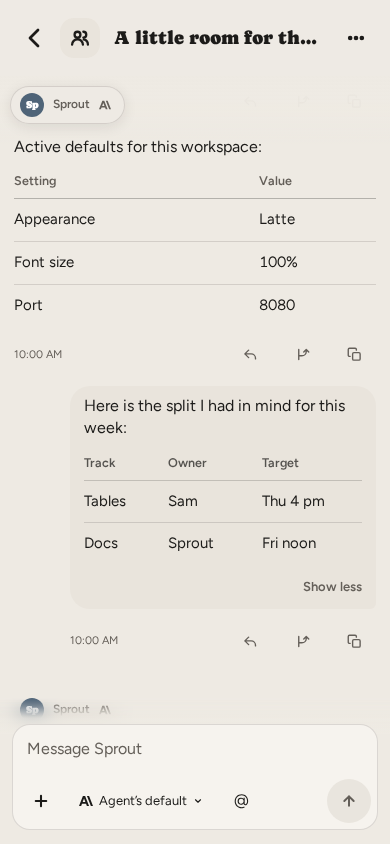 A little room for th...
Sp Sprout A\
Active defaults for this workspace:
Setting Value
Appearance Latte
Font size 100%
Port 8080
10:00 AM
Here is the split I had in mind for this
week:
Track Owner Target
Tables Sam Thu 4 pm
Docs Sprout Fri noon
Show less
10:00 AM
Sp Sprout A\
Message Sprout
A\ Agent's default @